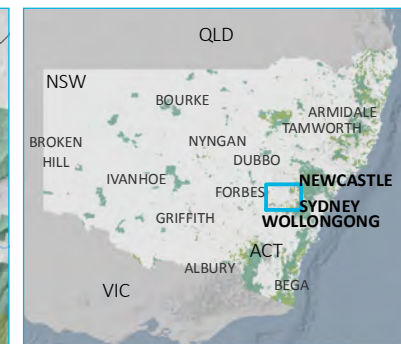 QLD
NSW
BOURKE
ARMIDALE
TAMWORTH
BROKEN
HILL
NYNGAN
DUBBO
IVANHOE
FORBES
NEWCASTLE
GRIFFITH
SYDNEY
WOLLONGONG
ACT
ALBURY
VIC
BEGA